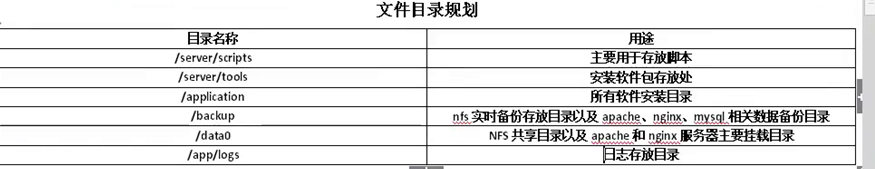 文件目录规划
目录名称 用途
/server/scripts 主要用于存放脚本
/server/tools 安装软件包存放处
/application 所有软件安装目录
/backup nfs 实时备份存放目录以及 apache、nginx、mysql 相关数据备份目录
/data0 NFS 共享目录以及 apache 和 nginx 服务器主要挂载目录
/app/logs 日志存放目录